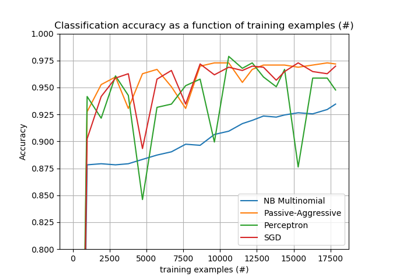 Classification accuracy as a function of training examples (#)
1.000
0.975
0.950
0.925
0.900
0.875
0.850
0.825
0.800
Accuracy
NB Multinomial
Passive-Aggressive
Perceptron
SGD
0 2500 5000 7500 10000 12500 15000 17500
training examples (#)